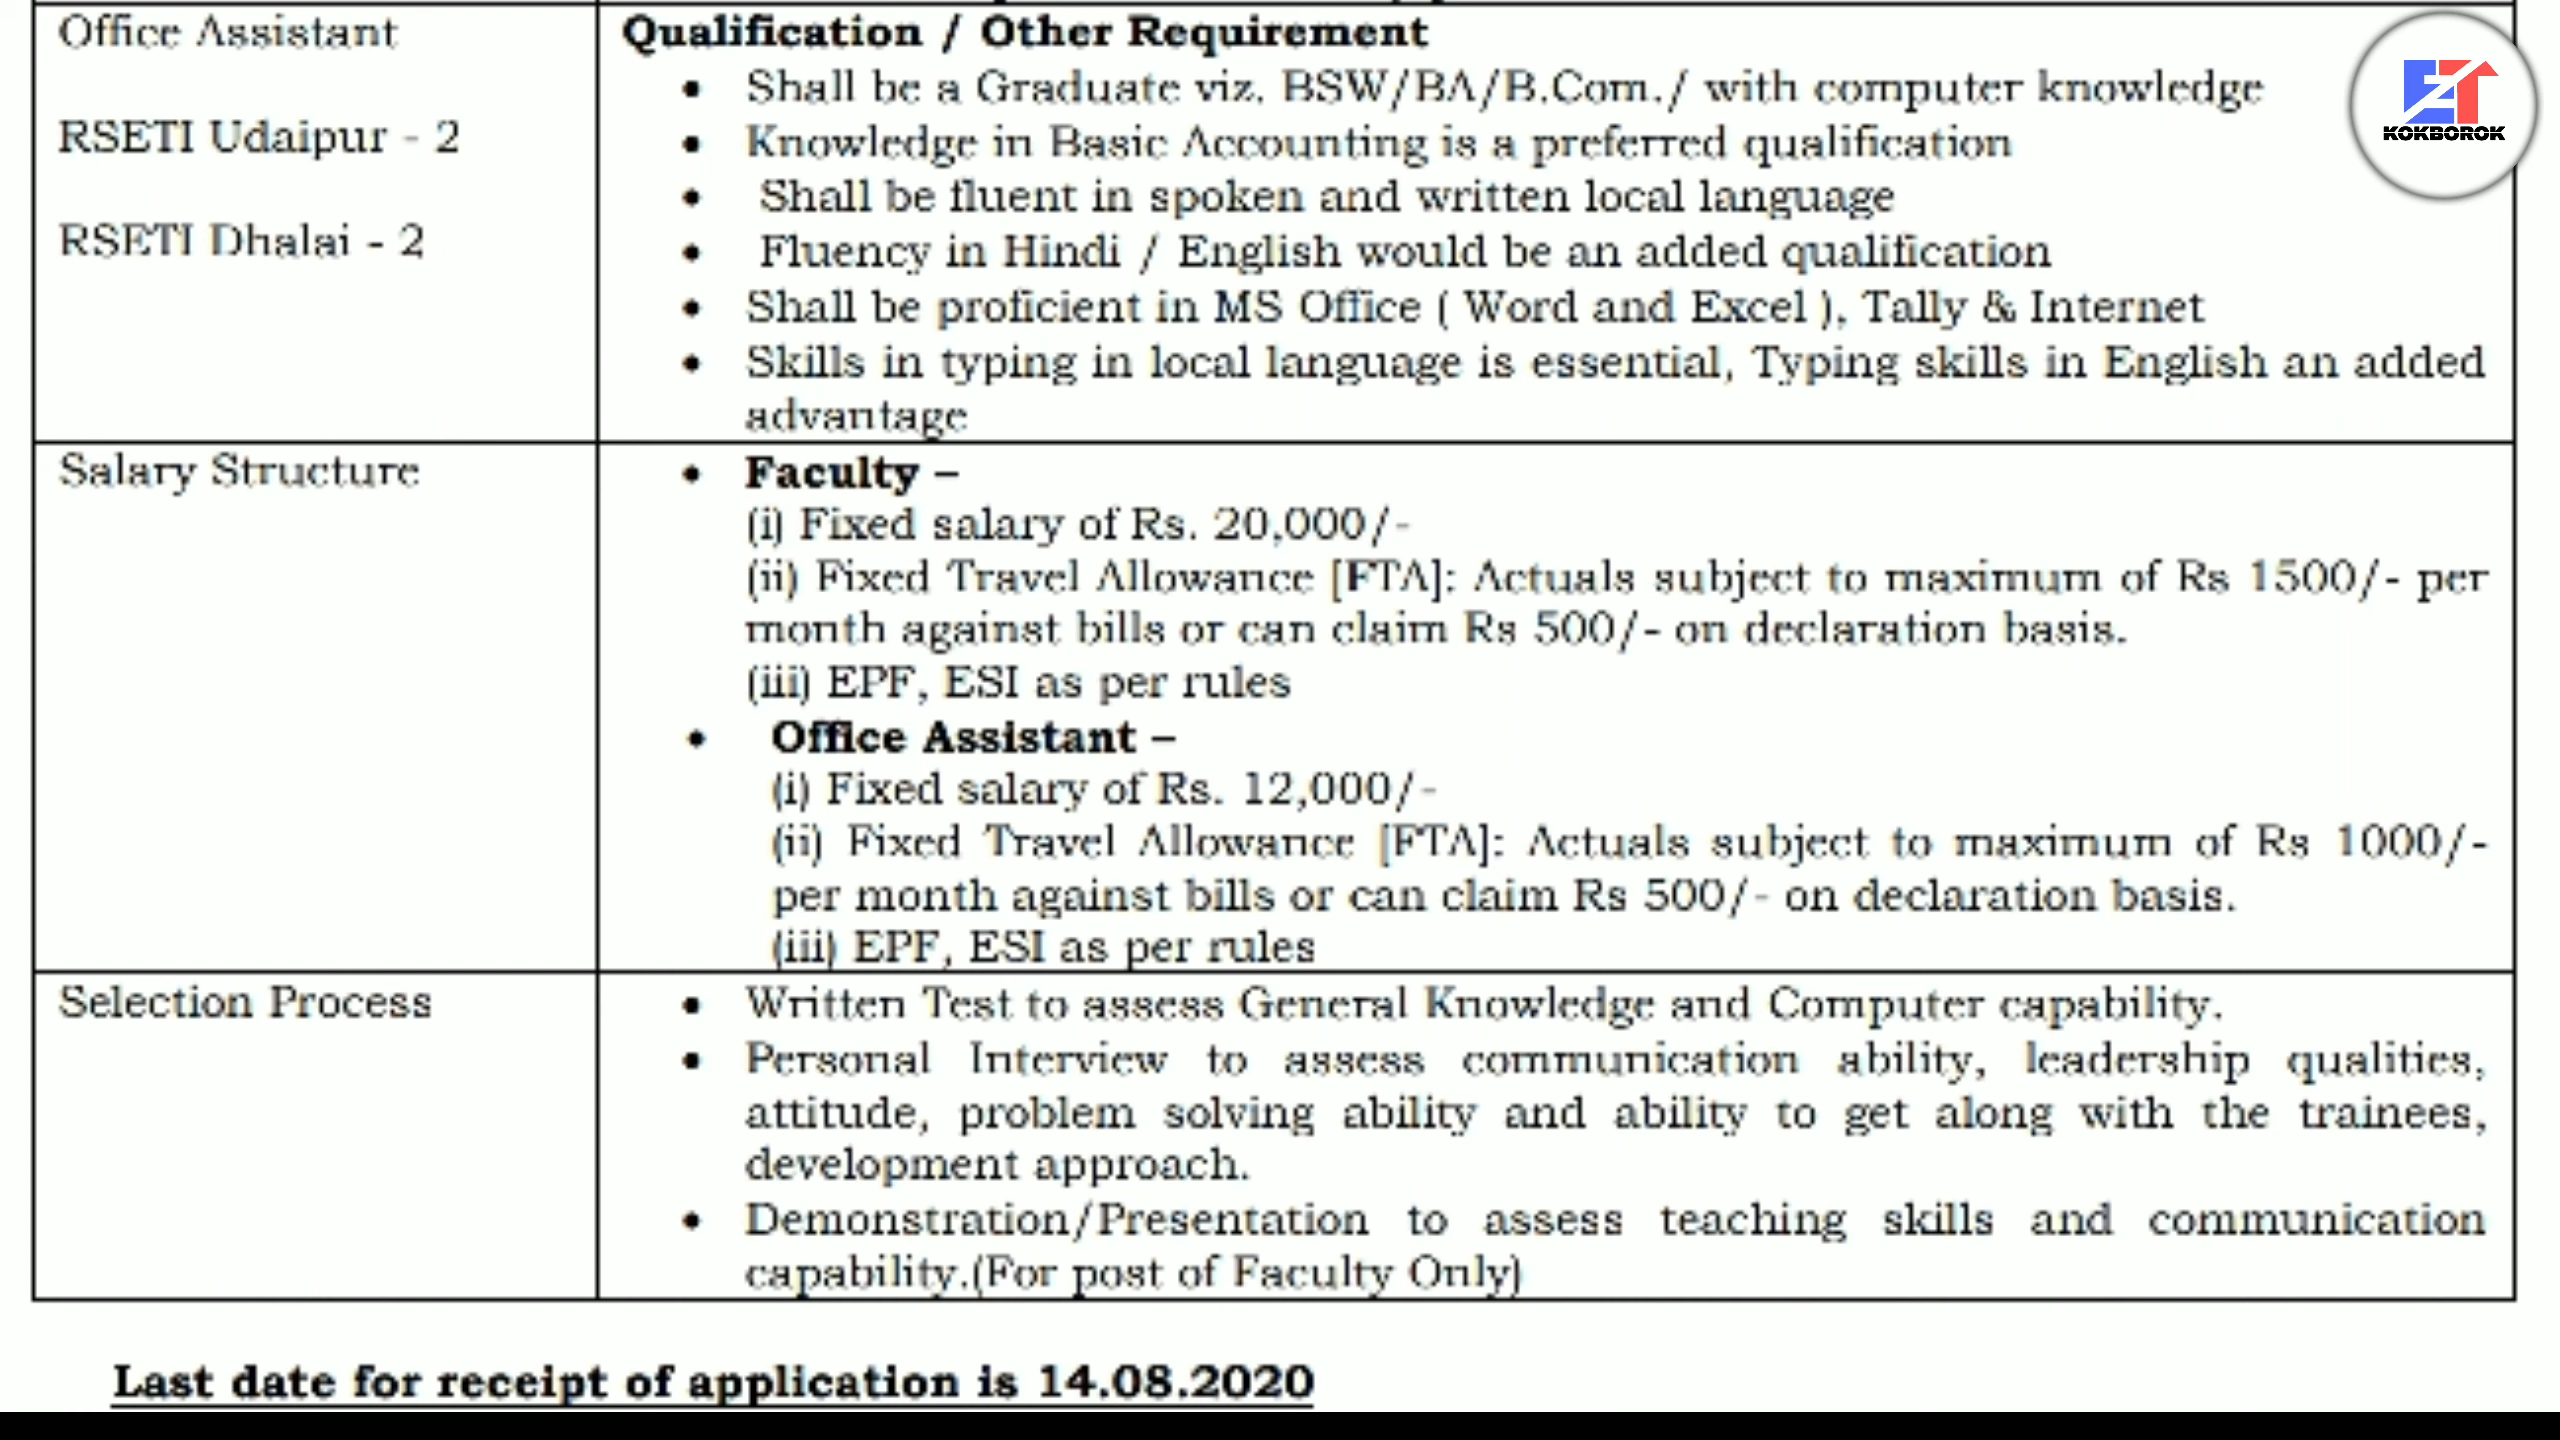 Office Assistant
RSETI Udaipur - 2
RSETI Dhalai - 2
Qualification / Other Requirement
• Shall be a Graduate viz. BSW/BA/B.Com./ with computer knowledge
• Knowledge in Basic Accounting is a preferred qualification
• Shall be fluent in spoken and written local language
• Fluency in Hindi / English would be an added qualification
• Shall be proficient in MS Office ( Word and Excel ), Tally & Internet
• Skills in typing in local language is essential, Typing skills in English an added
advantage
Salary Structure
• Faculty –
(i) Fixed salary of Rs. 20,000/-
(ii) Fixed Travel Allowance [FTA]: Actuals subject to maximum of Rs 1500/- per
month against bills or can claim Rs 500/- on declaration basis.
(iii) EPF, ESI as per rules
• Office Assistant –
(i) Fixed salary of Rs. 12,000/-
(ii) Fixed Travel Allowance [FTA]: Actuals subject to maximum of Rs 1000/-
per month against bills or can claim Rs 500/- on declaration basis.
(iii) EPF, ESI as per rules
Selection Process
• Written Test to assess General Knowledge and Computer capability.
• Personal Interview to assess communication ability, leadership qualities,
attitude, problem solving ability and ability to get along with the trainees,
development approach.
• Demonstration/Presentation to assess teaching skills and communication
capability.(For post of Faculty Only)
Last date for receipt of application is 14.08.2020
KOKBOROK